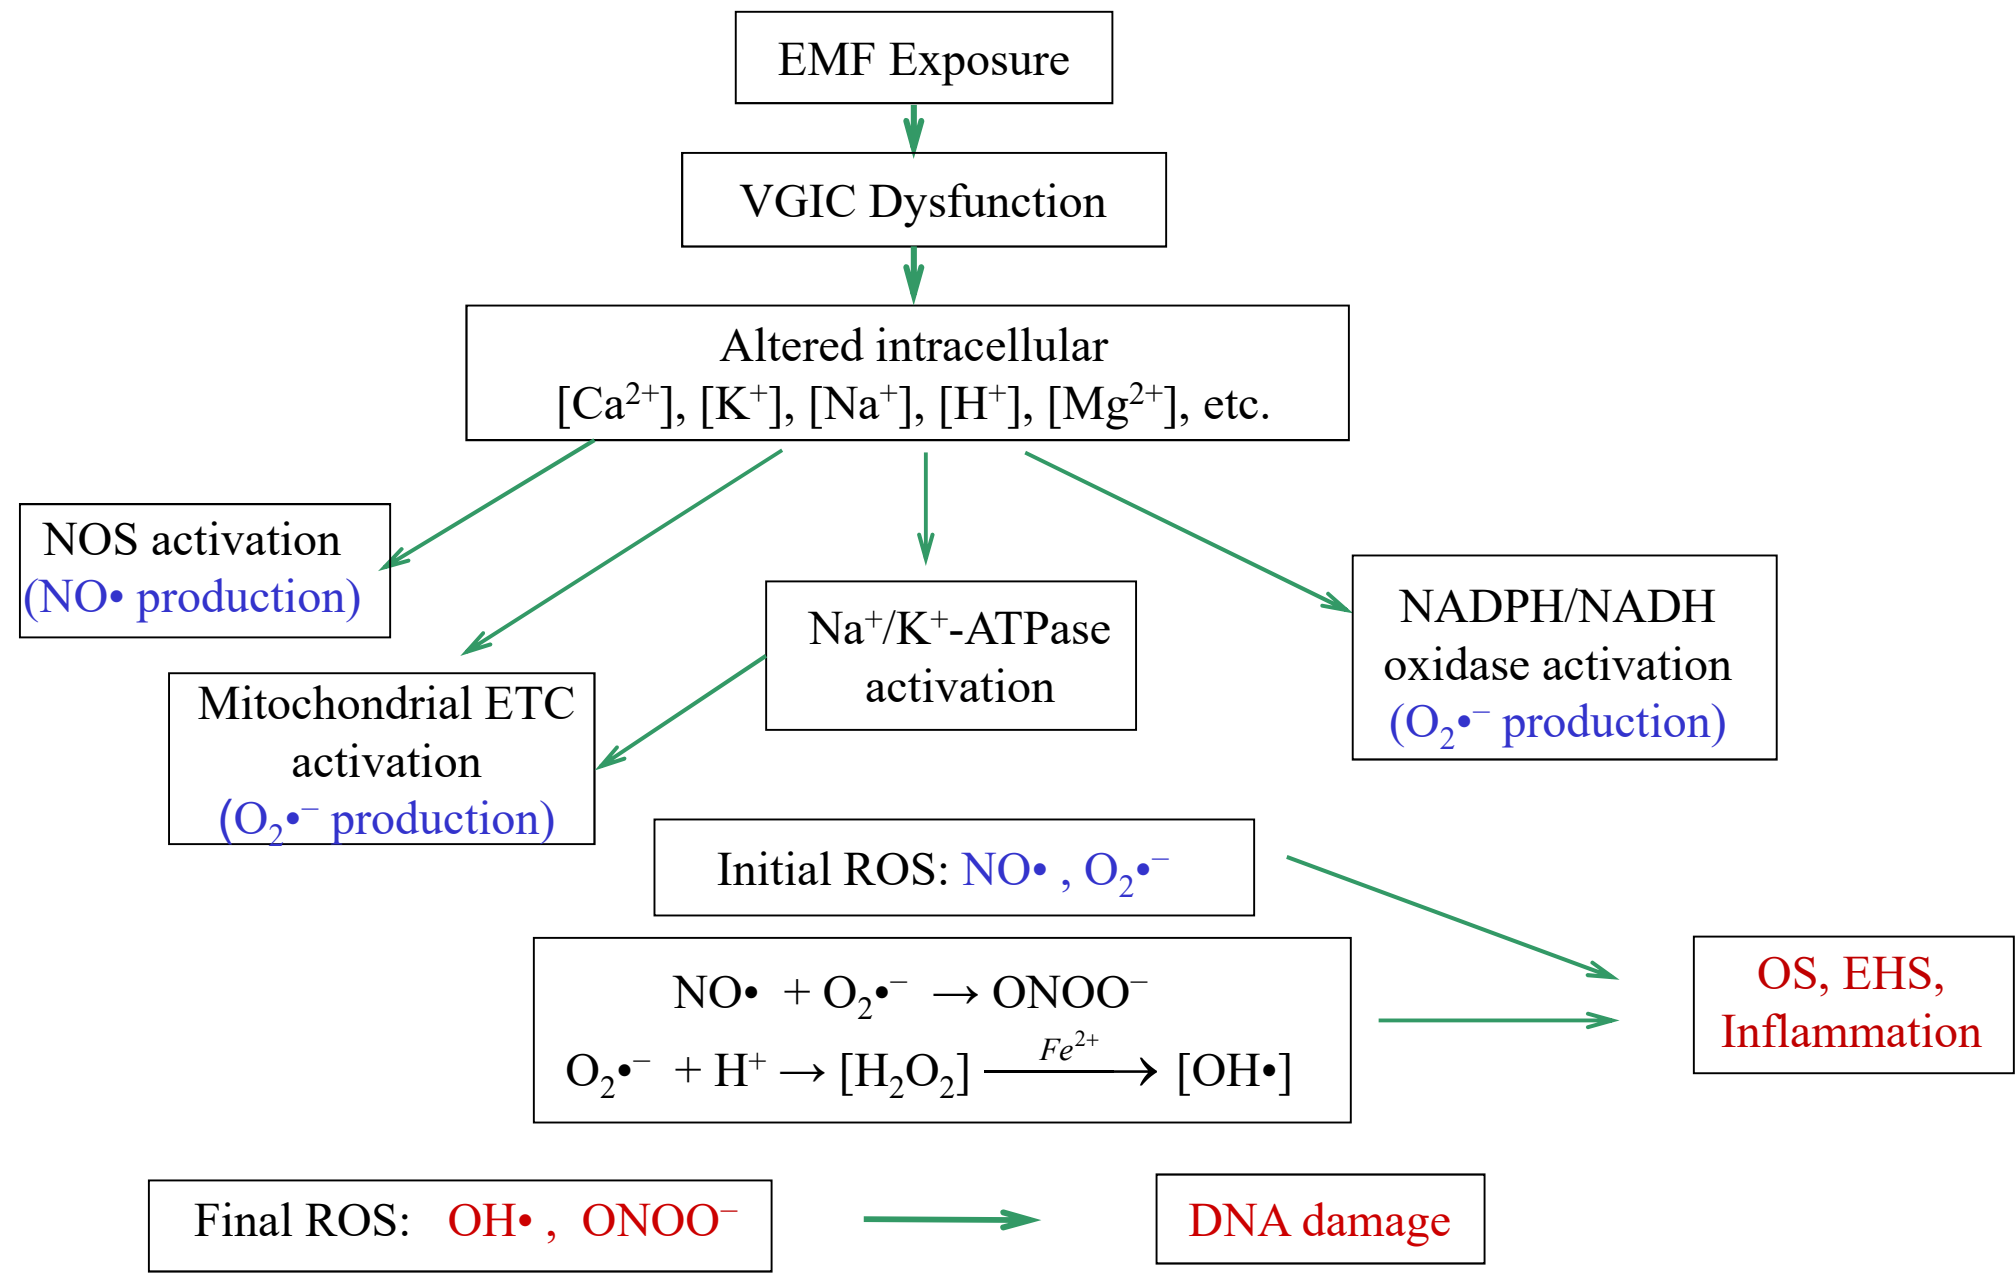 EMF Exposure
VGIC Dysfunction
Altered intracellular
[Ca²⁺], [K⁺], [Na⁺], [H⁺], [Mg²⁺], etc.
NOS activation
(NO• production)
Mitochondrial ETC
activation
(O₂•⁻ production)
Na⁺/K⁺-ATPase
activation
NADPH/NADH
oxidase activation
(O₂•⁻ production)
Initial ROS: NO• , O₂•⁻
NO• + O₂•⁻ → ONOO⁻
Fe²⁺
O₂•⁻ + H⁺ → [H₂O₂] ⟶ [OH•]
OS, EHS,
Inflammation
Final ROS: OH• , ONOO⁻
DNA damage